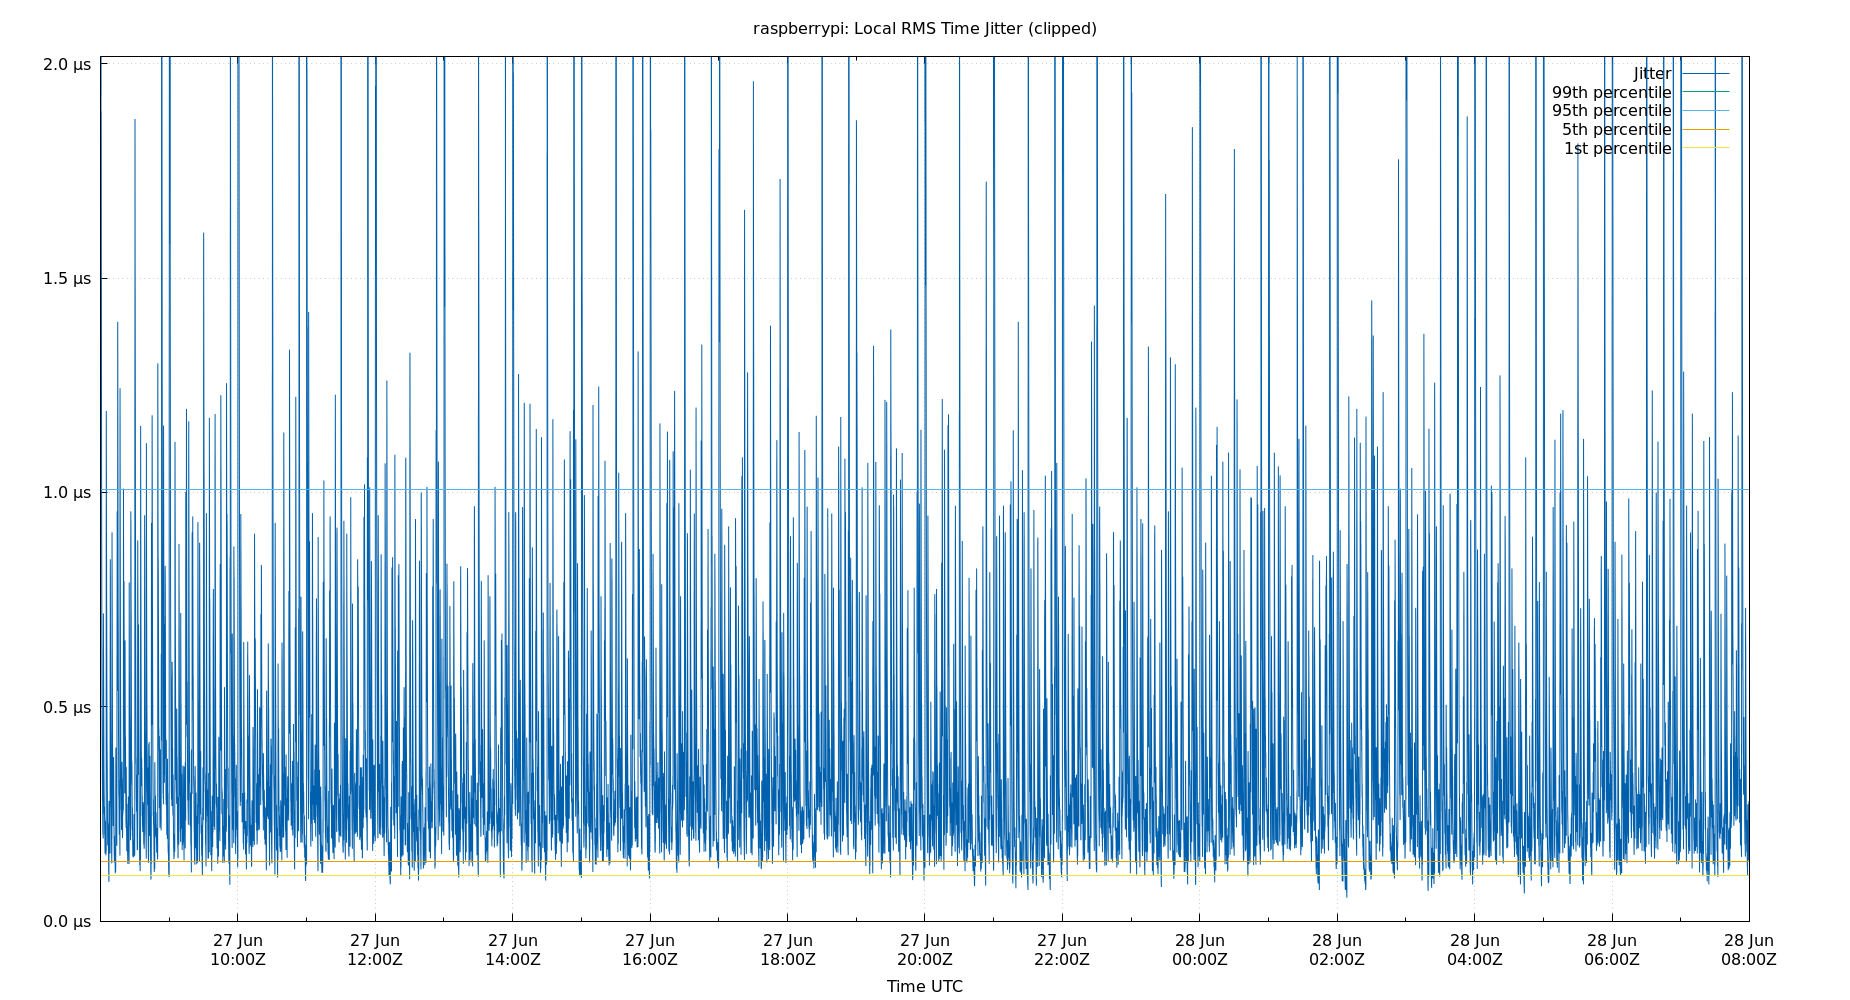 raspberrypi: Local RMS Time Jitter (clipped)
2.0 μs
1.5 μs
1.0 μs
0.5 μs
0.0 μs
Jitter
99th percentile
95th percentile
5th percentile
1st percentile
27 Jun 10:00Z
27 Jun 12:00Z
27 Jun 14:00Z
27 Jun 16:00Z
27 Jun 18:00Z
27 Jun 20:00Z
27 Jun 22:00Z
28 Jun 00:00Z
28 Jun 02:00Z
28 Jun 04:00Z
28 Jun 06:00Z
28 Jun 08:00Z
Time UTC